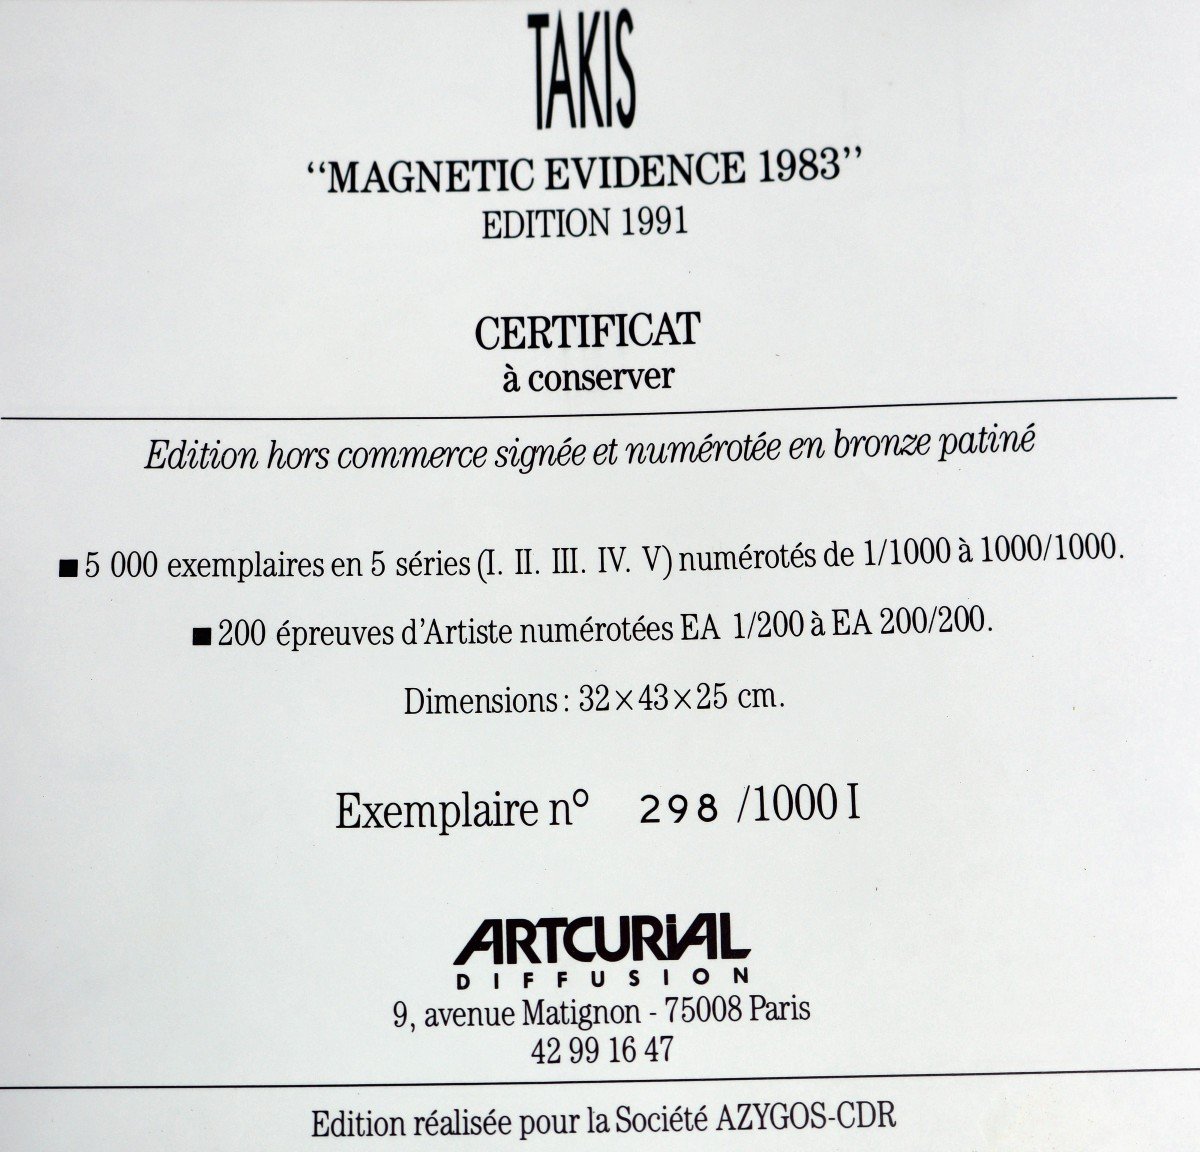 TAKIS
‘‘MAGNETIC EVIDENCE 1983’’
EDITION 1991
CERTIFICAT
à conserver
Edition hors commerce signée et numérotée en bronze patiné
■ 5 000 exemplaires en 5 séries (I. II. III. IV. V) numérotés de 1/1000 à 1000/1000.
■ 200 épreuves d’Artiste numérotées EA 1/200 à EA 200/200.
Dimensions : 32×43×25 cm.
Exemplaire n° 298 /1000 I
ARTCURiAL
DIFFUSION
9, avenue Matignon - 75008 Paris
42 99 16 47
Edition réalisée pour la Société AZYGOS-CDR